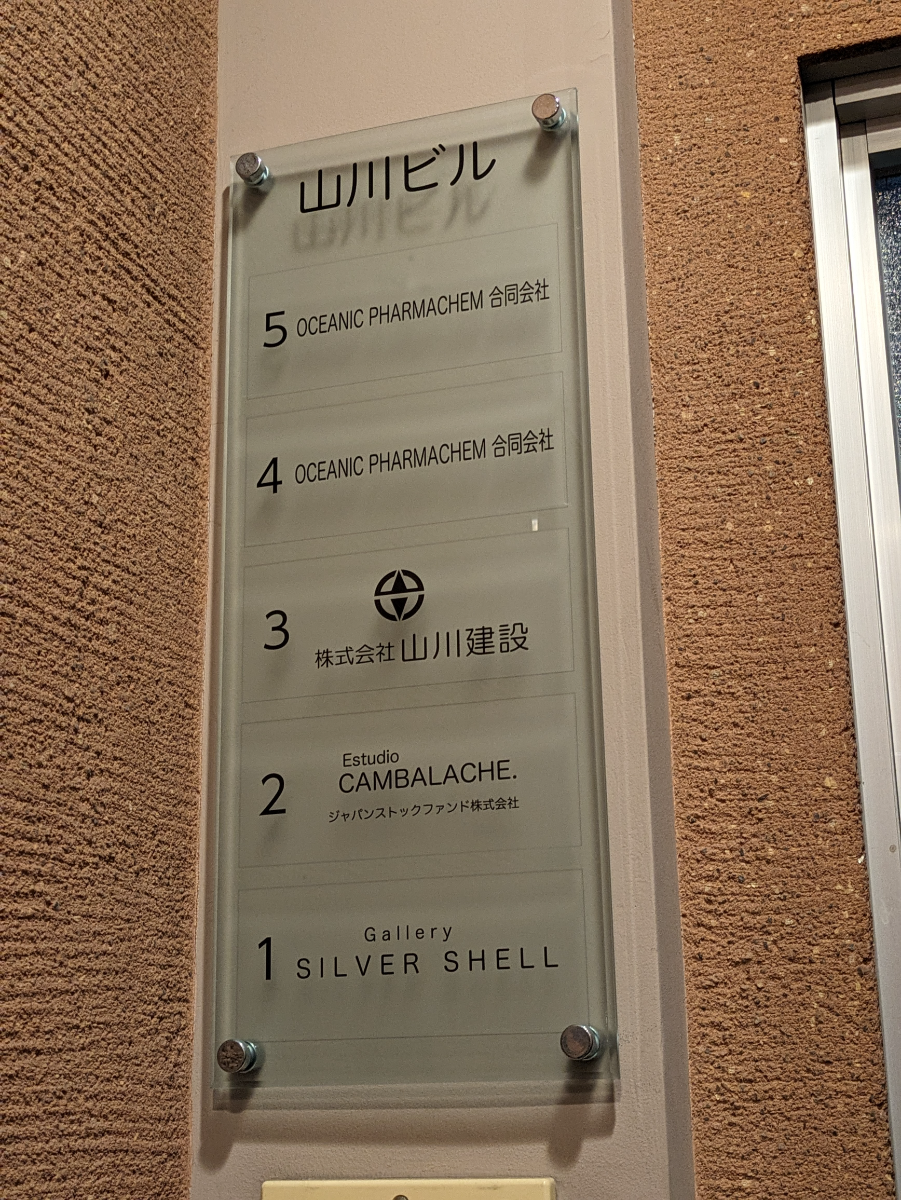 山川ビル
5 OCEANIC PHARMACHEM 合同会社
4 OCEANIC PHARMACHEM 合同会社
3 株式会社山川建設
2 Estudio
CAMBALACHE.
ジャパンストックファンド株式会社
1 Gallery
SILVER SHELL